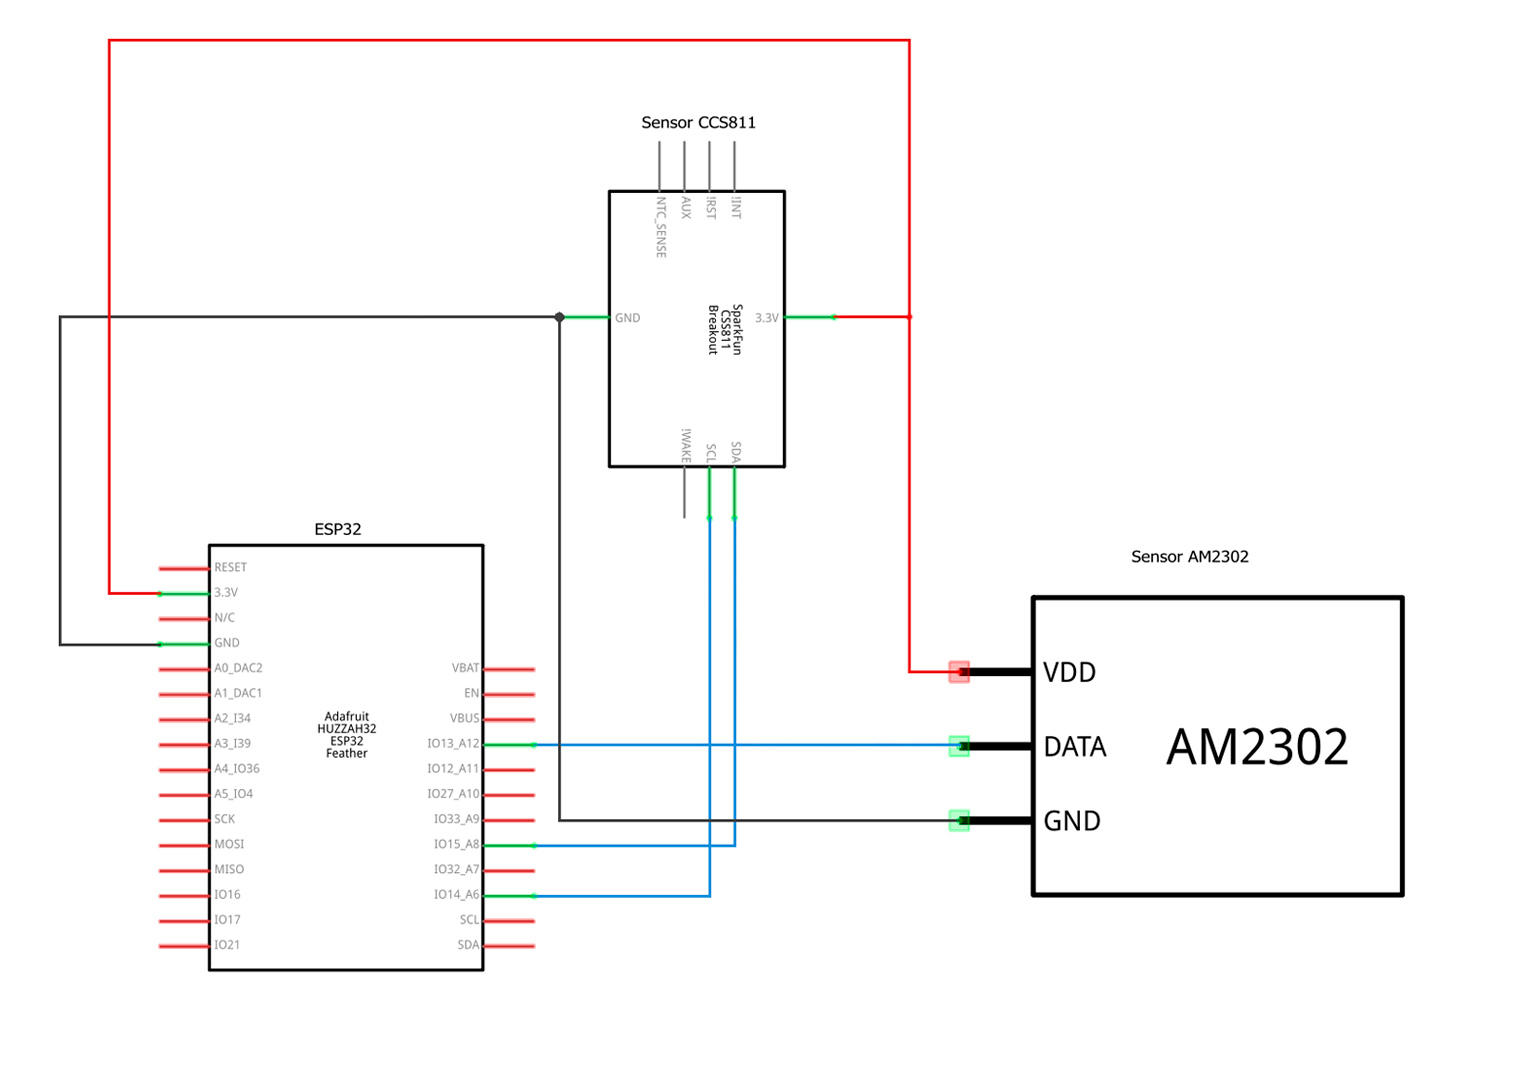 Sensor CCS811
NTC_SENSE
AUX
!RST
!INT
GND
SparkFun
CSS811
Breakout
3.3V
!WAKE
SCL
SDA
ESP32
RESET
3.3V
N/C
GND
A0_DAC2
A1_DAC1
A2_I34
A3_I39
A4_IO36
A5_IO4
SCK
MOSI
MISO
IO16
IO17
IO21
Adafruit
HUZZAH32
ESP32
Feather
VBAT
EN
VBUS
IO13_A12
IO12_A11
IO27_A10
IO33_A9
IO15_A8
IO32_A7
IO14_A6
SCL
SDA
Sensor AM2302
VDD
DATA
GND
AM2302